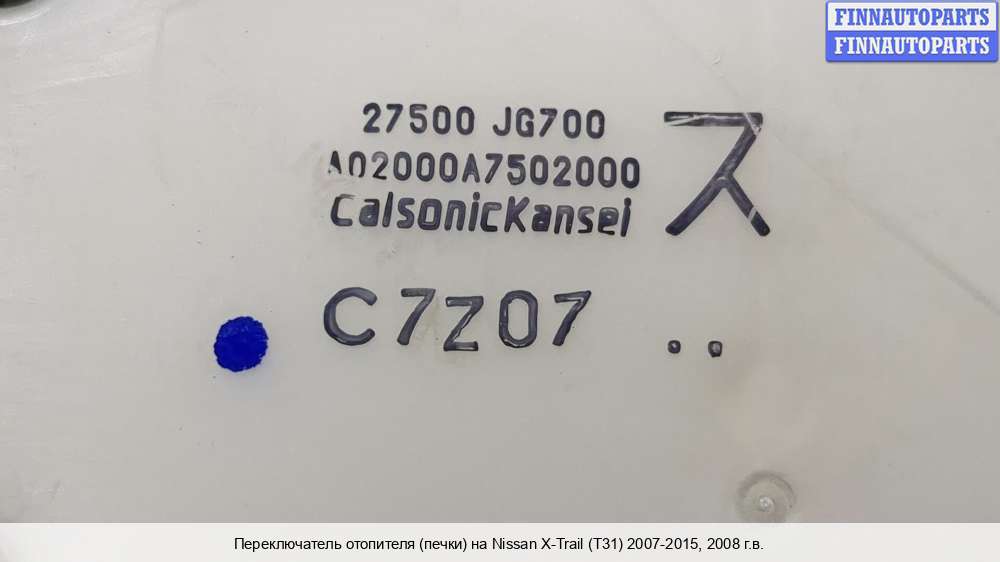 FINNAUTOPARTS
FINNAUTOPARTS
27500 JG700
A02000A7502000
CalsonicKansei
ス
C7Z07 ..
Переключатель отопителя (печки) на Nissan X-Trail (T31) 2007-2015, 2008 г.в.